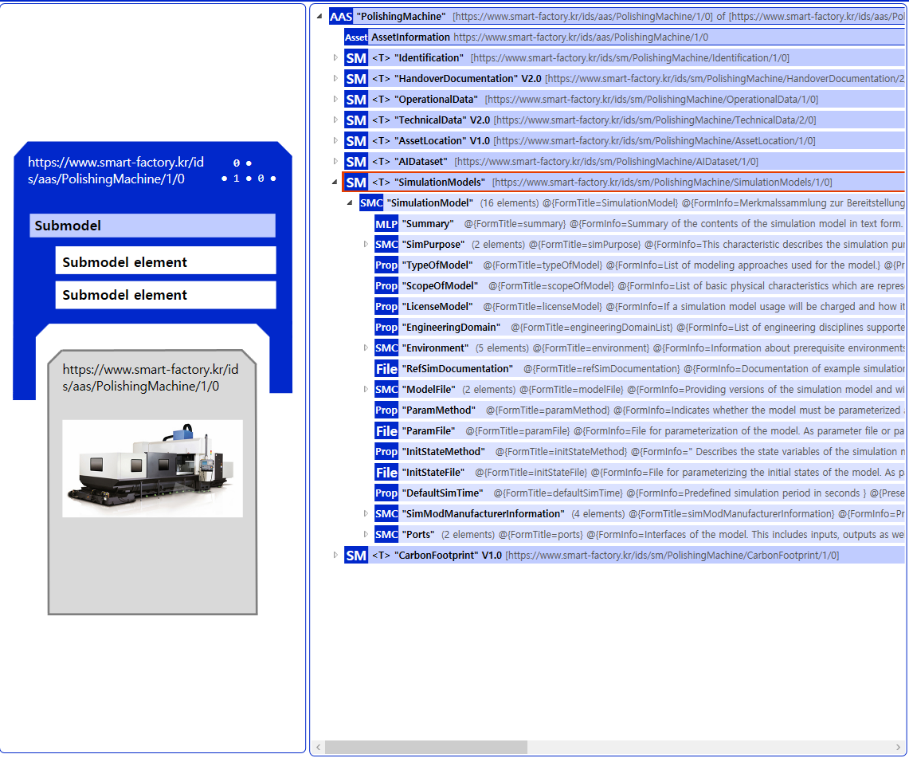 https://www.smart-factory.kr/id
s/aas/PolishingMachine/1/0
0
1 0
Submodel
Submodel element
Submodel element
https://www.smart-factory.kr/id
s/aas/PolishingMachine/1/0
AAS "PolishingMachine" [https://www.smart-factory.kr/ids/aas/PolishingMachine/1/0] of [https://www.smart-factory.kr/ids/aas/Pol
Asset AssetInformation https://www.smart-factory.kr/ids/aas/PolishingMachine/1/0
SM <T> "Identification" [https://www.smart-factory.kr/ids/sm/PolishingMachine/Identification/1/0]
SM <T> "HandoverDocumentation" V2.0 [https://www.smart-factory.kr/ids/sm/PolishingMachine/HandoverDocumentation/2
SM <T> "OperationalData" [https://www.smart-factory.kr/ids/sm/PolishingMachine/OperationalData/1/0]
SM <T> "TechnicalData" V2.0 [https://www.smart-factory.kr/ids/sm/PolishingMachine/TechnicalData/2/0]
SM <T> "AssetLocation" V1.0 [https://www.smart-factory.kr/ids/sm/PolishingMachine/AssetLocation/1/0]
SM <T> "AIDataset" [https://www.smart-factory.kr/ids/sm/PolishingMachine/AIDataset/1/0]
SM <T> "SimulationModels" [https://www.smart-factory.kr/ids/sm/PolishingMachine/SimulationModels/1/0]
SMC "SimulationModel" (16 elements) @{FormTitle=SimulationModel} @{FormInfo=Merkmalssammlung zur Bereitstellung
MLP "Summary" @{FormTitle=summary} @{FormInfo=Summary of the contents of the simulation model in text form.
SMC "SimPurpose" (2 elements) @{FormTitle=simPurpose} @{FormInfo=This characteristic describes the simulation pur
Prop "TypeOfModel" @{FormTitle=typeOfModel} @{FormInfo=List of modeling approaches used for the model.} @{Pr
Prop "ScopeOfModel" @{FormTitle=scopeOfModel} @{FormInfo=List of basic physical characteristics which are repres
Prop "LicenseModel" @{FormTitle=licenseModel} @{FormInfo=If a simulation model usage will be charged and how it
Prop "EngineeringDomain" @{FormTitle=engineeringDomainList} @{FormInfo=List of engineering disciplines supporte
SMC "Environment" (5 elements) @{FormTitle=environment} @{FormInfo=Information about prerequisite environments
File "RefSimDocumentation" @{FormTitle=refSimDocumentation} @{FormInfo=Documentation of example simulation
SMC "ModelFile" (2 elements) @{FormTitle=modelFile} @{FormInfo=Providing versions of the simulation model and wi
Prop "ParamMethod" @{FormTitle=paramMethod} @{FormInfo=Indicates whether the model must be parameterized
File "ParamFile" @{FormTitle=paramFile} @{FormInfo=File for parameterization of the model. As parameter file or pa
Prop "InitStateMethod" @{FormTitle=initStateMethod} @{FormInfo=" Describes the state variables of the simulation m
File "InitStateFile" @{FormTitle=initStateFile} @{FormInfo=File for parameterizing the initial states of the model. As p
Prop "DefaultSimTime" @{FormTitle=defaultSimTime} @{FormInfo=Predefined simulation period in seconds } @{Prese
SMC "SimModManufacturerInformation" (4 elements) @{FormTitle=simModManufacturerInformation} @{FormInfo=Pr
SMC "Ports" (2 elements) @{FormTitle=ports} @{FormInfo=Interfaces of the model. This includes inputs, outputs as we
SM <T> "CarbonFootprint" V1.0 [https://www.smart-factory.kr/ids/sm/PolishingMachine/CarbonFootprint/1/0]